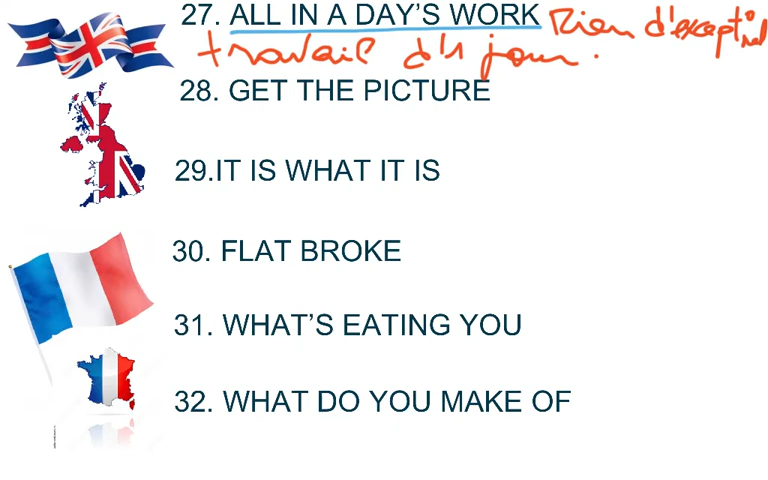 27. ALL IN A DAY'S WORK Rien d'exceptionnel
travail d'1 jour.
28. GET THE PICTURE
29.IT IS WHAT IT IS
30. FLAT BROKE
31. WHAT'S EATING YOU
32. WHAT DO YOU MAKE OF